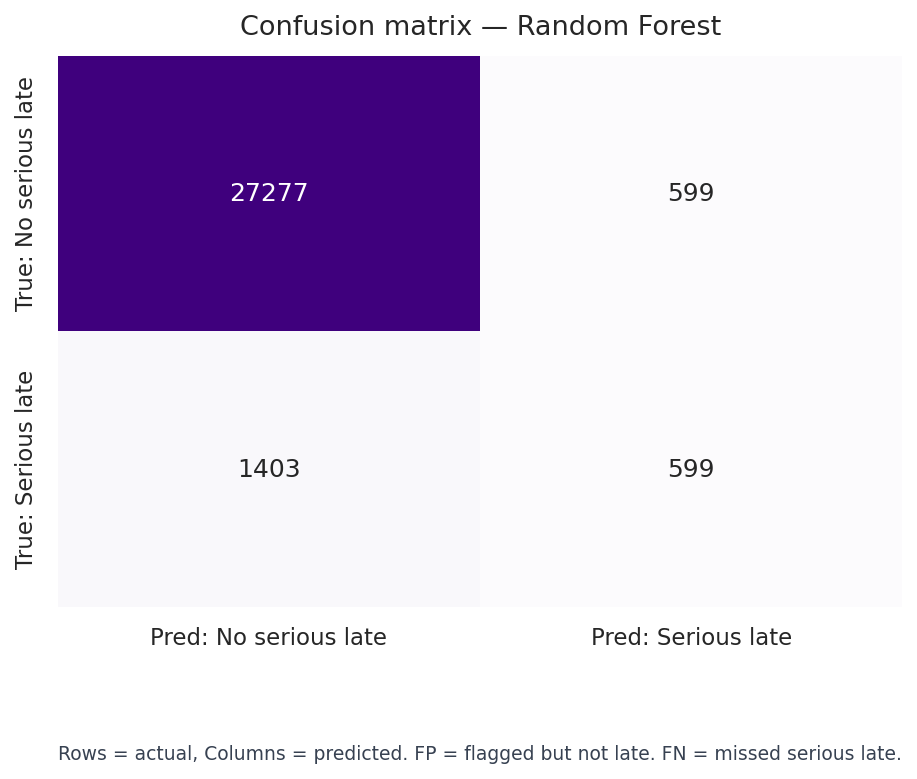 Confusion matrix — Random Forest
True: No serious late
27277
599
True: Serious late
1403
599
Pred: No serious late
Pred: Serious late
Rows = actual, Columns = predicted. FP = flagged but not late. FN = missed serious late.